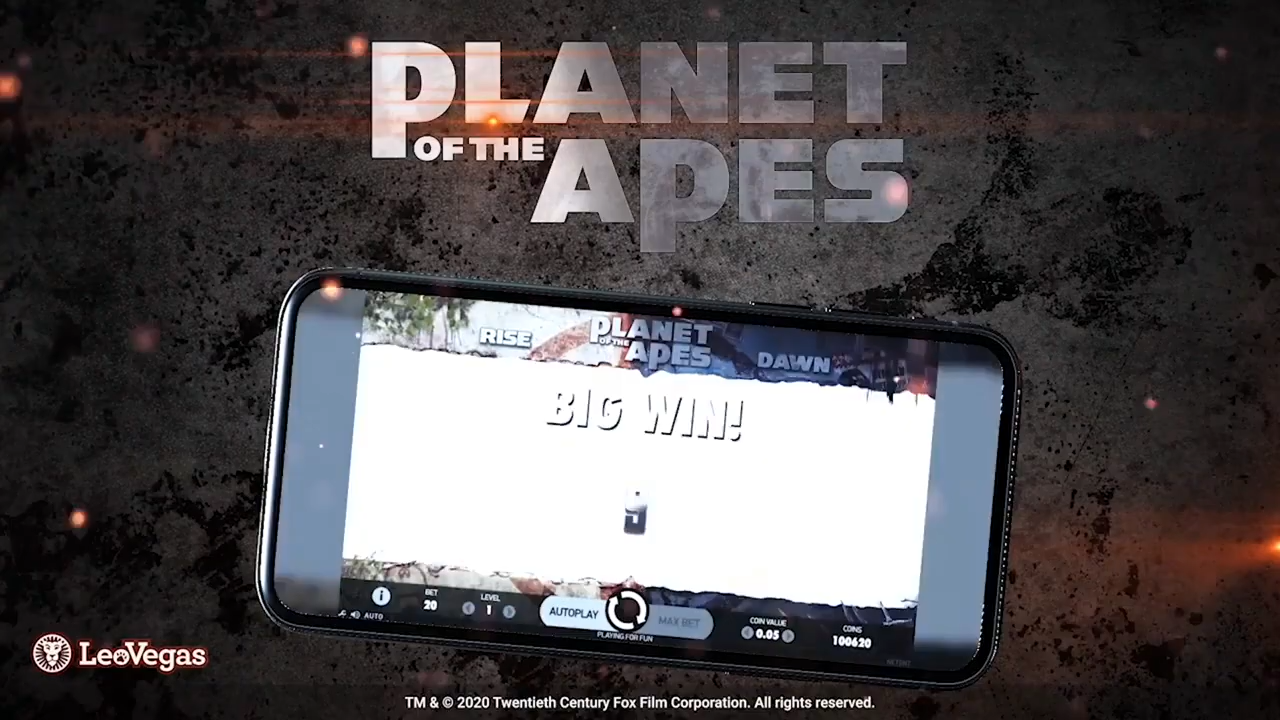 PLANET
OF THE
APES
RISE
PLANET
OF THE
APES
DAWN
BIG WIN!
BET
20
LEVEL
1
AUTOPLAY
MAX BET
COIN VALUE
0.05
COINS
100620
AUTO
PLAYING FOR FUN
NETENT
LeoVegas
TM & © 2020 Twentieth Century Fox Film Corporation. All rights reserved.